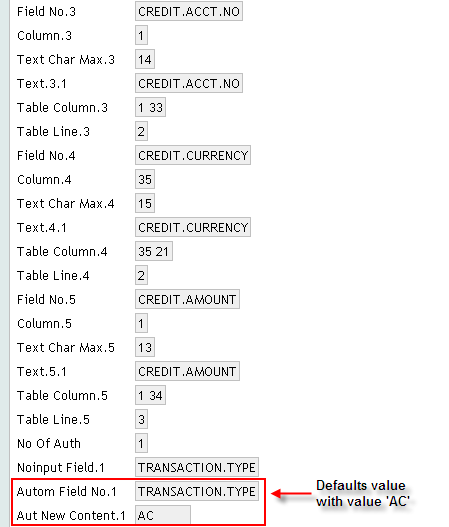 Field No.3 CREDIT.ACCT.NO
Column.3 1
Text Char Max.3 14
Text.3.1 CREDIT.ACCT.NO
Table Column.3 1 33
Table Line.3 2
Field No.4 CREDIT.CURRENCY
Column.4 35
Text Char Max.4 15
Text.4.1 CREDIT.CURRENCY
Table Column.4 35 21
Table Line.4 2
Field No.5 CREDIT.AMOUNT
Column.5 1
Text Char Max.5 13
Text.5.1 CREDIT.AMOUNT
Table Column.5 1 34
Table Line.5 3
No Of Auth 1
Noinput Field.1 TRANSACTION.TYPE
Autom Field No.1 TRANSACTION.TYPE
Aut New Content.1 AC
Defaults value
with value 'AC'